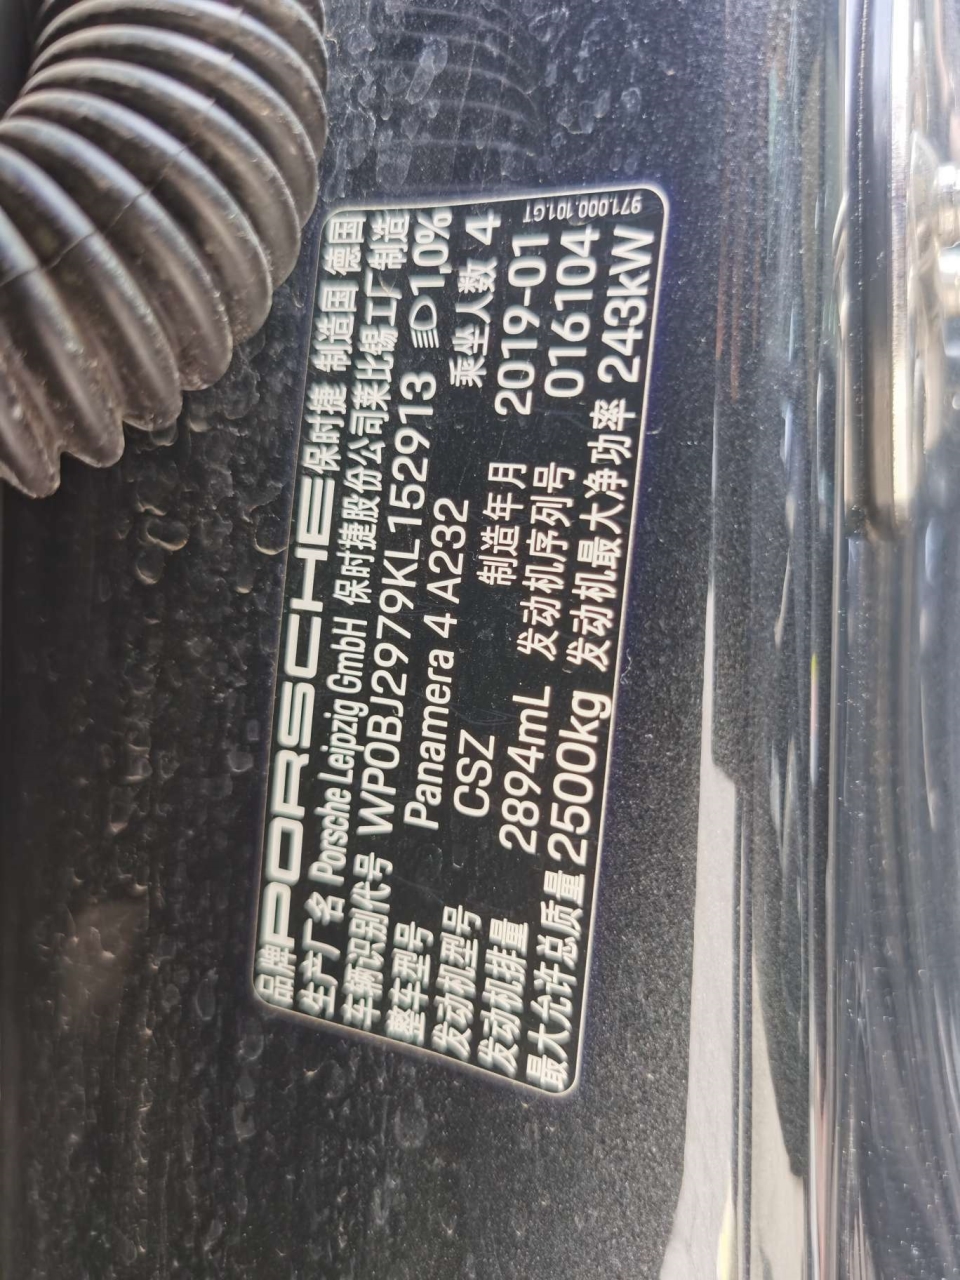 品牌 PORSCHE 保时捷 制造国 德国
生产厂名 Porsche Leipzig GmbH 保时捷股份公司莱比锡工厂制造
车辆识别代号 WP0BJ2979KL152913 1,0%
整车型号 Panamera 4 A232 乘坐人数 4
发动机型号 CSZ 制造年月 2019-01
发动机排量 2894mL 发动机序列号 016104
最大允许总质量 2500kg 发动机最大净功率 243kW
971.000.101.GT